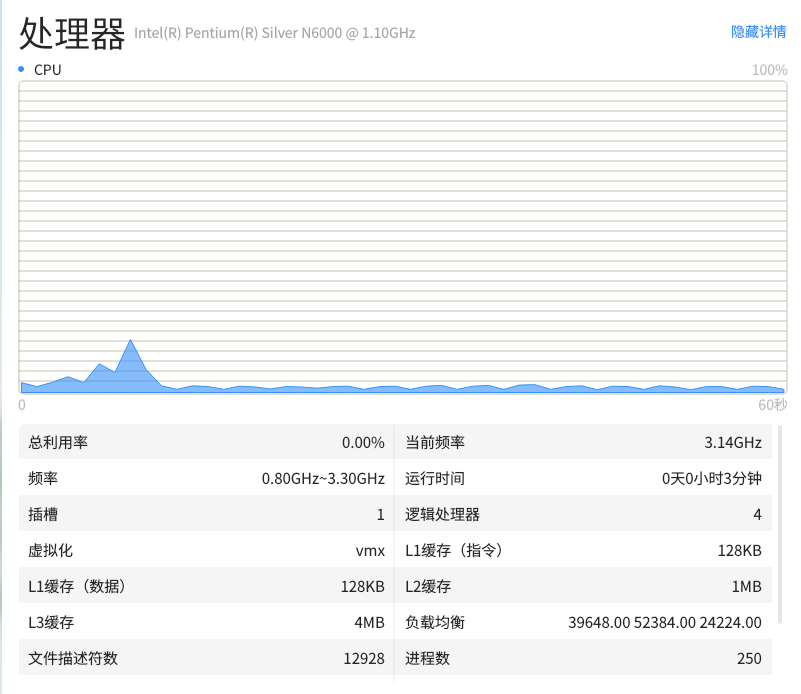 处理器 Intel(R) Pentium(R) Silver N6000 @ 1.10GHz 隐藏详情
CPU 100%
0 60秒
总利用率 0.00% 当前频率 3.14GHz
频率 0.80GHz~3.30GHz 运行时间 0天0小时3分钟
插槽 1 逻辑处理器 4
虚拟化 vmx L1缓存（指令） 128KB
L1缓存（数据） 128KB L2缓存 1MB
L3缓存 4MB 负载均衡 39648.00 52384.00 24224.00
文件描述符数 12928 进程数 250